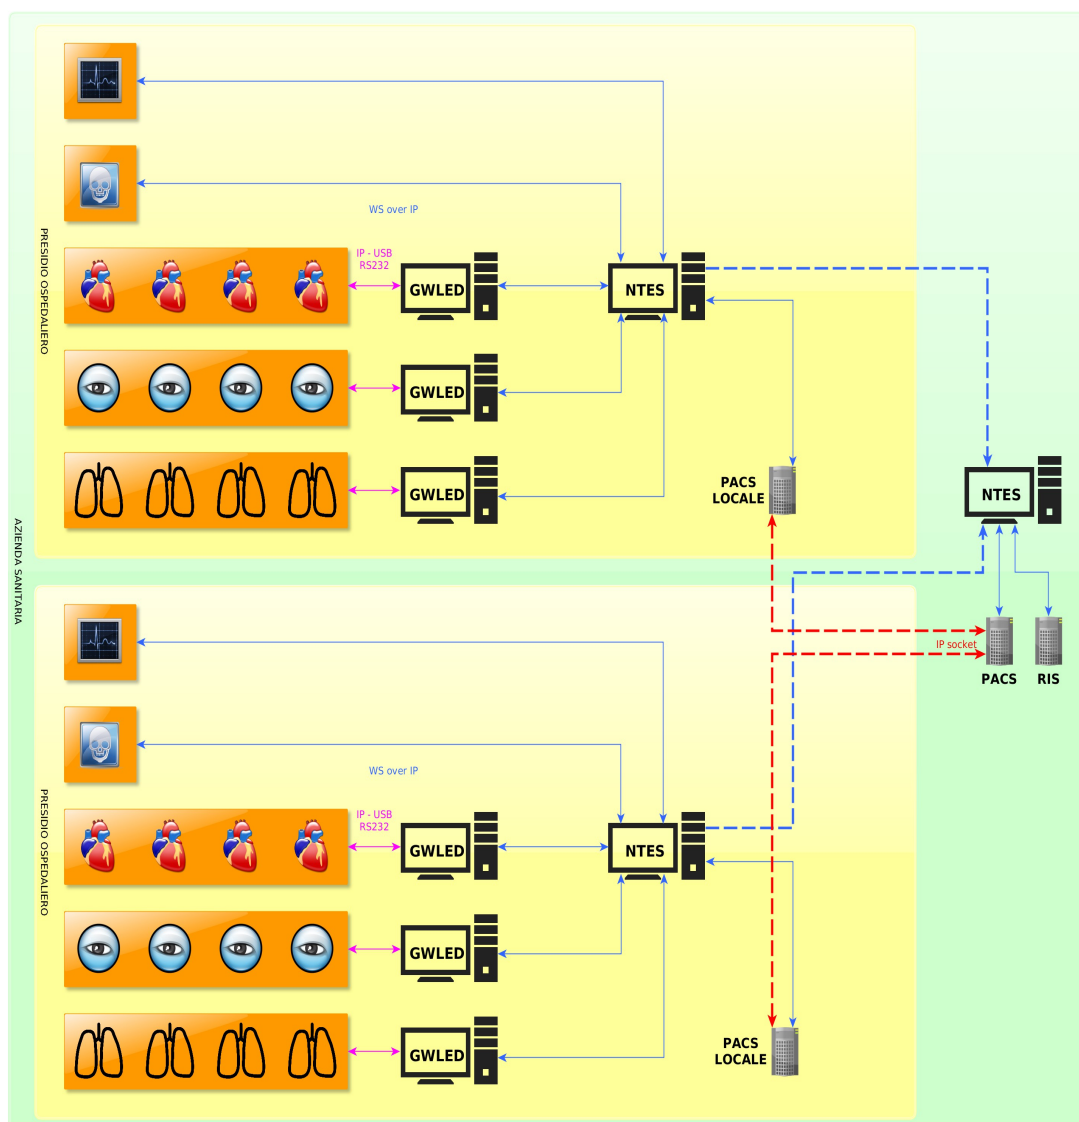 AZIENDA SANITARIA
PRESIDIO OSPEDALIERO
WS over IP
IP - USB
RS232
GWLED
NTES
GWLED
GWLED
PACS
LOCALE
NTES
IP socket
PACS
RIS
PRESIDIO OSPEDALIERO
WS over IP
IP - USB
RS232
GWLED
NTES
GWLED
GWLED
PACS
LOCALE